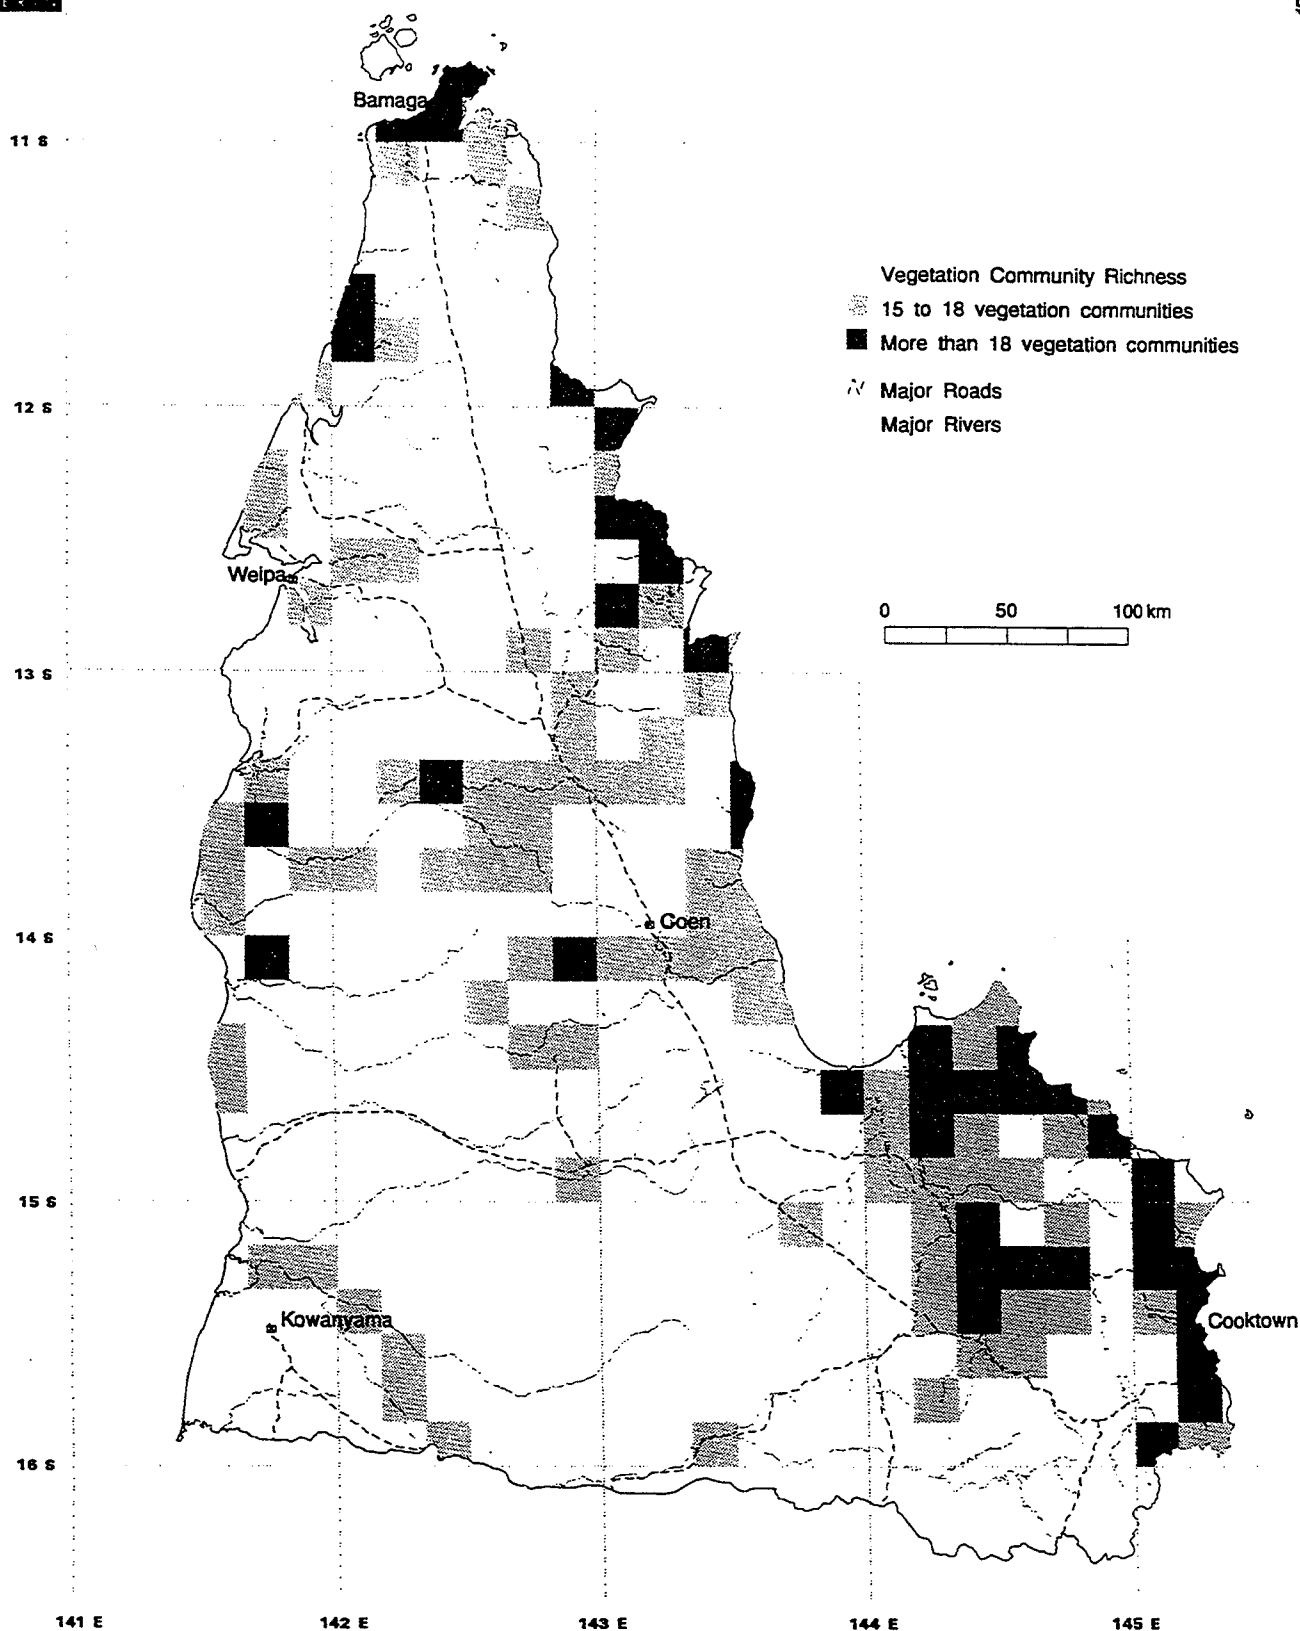 Bamaga
11 S
Vegetation Community Richness
15 to 18 vegetation communities
More than 18 vegetation communities
Major Roads
Major Rivers
12 S
Weipa
0 50 100 km
13 S
Coen
14 S
15 S
Kowanyama
Cooktown
16 S
141 E 142 E 143 E 144 E 145 E